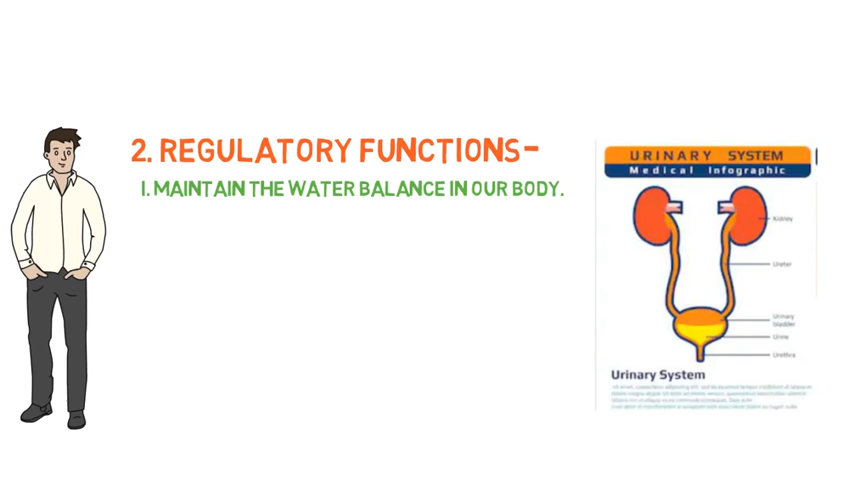 2. REGULATORY FUNCTIONS-
1. MAINTAIN THE WATER BALANCE IN OUR BODY.
URINARY SYSTEM
Medical Infographic
Kidney
Ureter
Urinary
bladder
Urine
Urethra
Urinary System